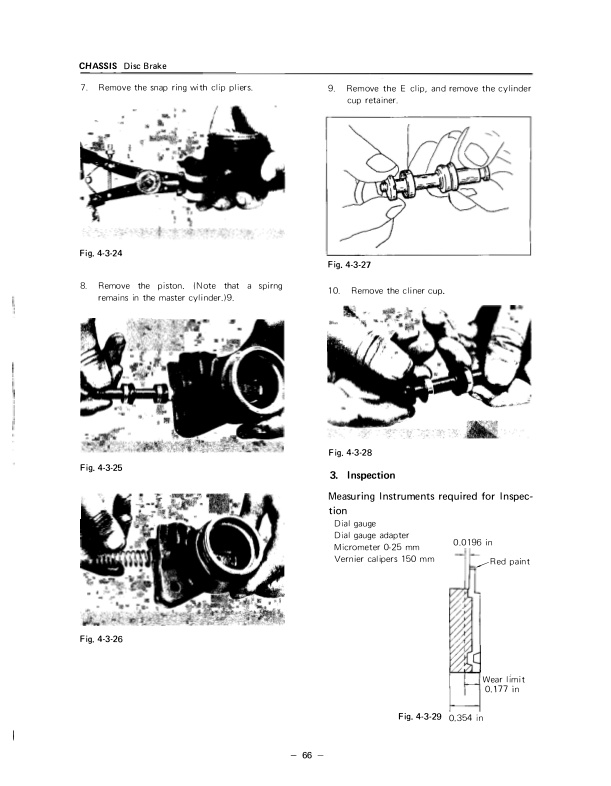 CHASSIS Disc Brake
7. Remove the snap ring with clip pliers.
Fig. 4-3-24
8. Remove the piston. (Note that a spirng
remains in the master cylinder.)9.
Fig. 4-3-25
Fig. 4-3-26
9. Remove the E clip, and remove the cylinder
cup retainer.
Fig. 4-3-27
10. Remove the cliner cup.
Fig. 4-3-28
3. Inspection
Measuring Instruments required for Inspec-
tion
Dial gauge
Dial gauge adapter
Micrometer 0-25 mm
Vernier calipers 150 mm
0.0196 in
Red paint
Wear limit
0.177 in
Fig. 4-3-29 0.354 in
– 66 –